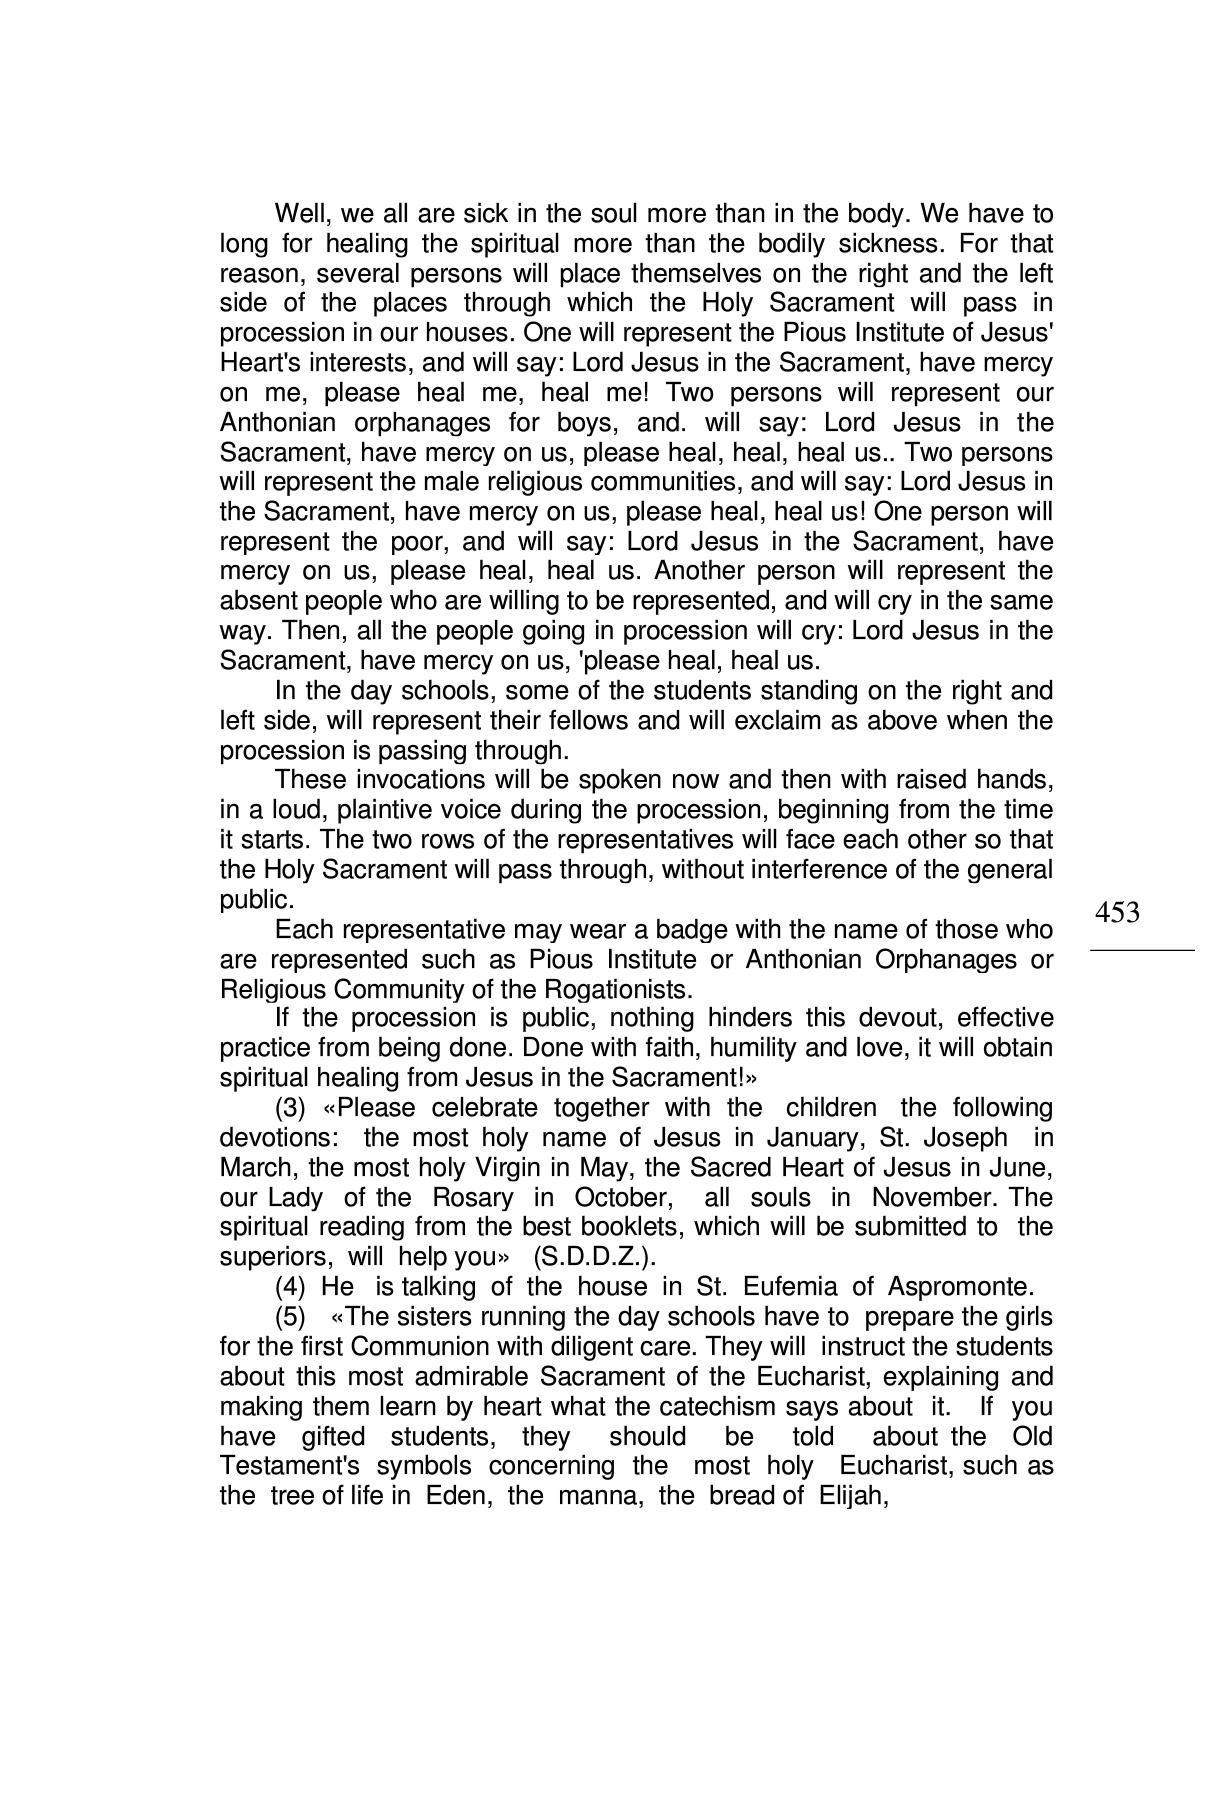 Well, we all are sick in the soul more than in the body. We have to
long for healing the spiritual more than the bodily sickness. For that
reason, several persons will place themselves on the right and the left
side of the places through which the Holy Sacrament will pass in
procession in our houses. One will represent the Pious Institute of Jesus'
Heart's interests, and will say: Lord Jesus in the Sacrament, have mercy
on me, please heal me, heal me! Two persons will represent our
Anthonian orphanages for boys, and. will say: Lord Jesus in the
Sacrament, have mercy on us, please heal, heal, heal us.. Two persons
will represent the male religious communities, and will say: Lord Jesus in
the Sacrament, have mercy on us, please heal, heal us! One person will
represent the poor, and will say: Lord Jesus in the Sacrament, have
mercy on us, please heal, heal us. Another person will represent the
absent people who are willing to be represented, and will cry in the same
way. Then, all the people going in procession will cry: Lord Jesus in the
Sacrament, have mercy on us, 'please heal, heal us.
In the day schools, some of the students standing on the right and
left side, will represent their fellows and will exclaim as above when the
procession is passing through.
These invocations will be spoken now and then with raised hands,
in a loud, plaintive voice during the procession, beginning from the time
it starts. The two rows of the representatives will face each other so that
the Holy Sacrament will pass through, without interference of the general
public.
453
Each representative may wear a badge with the name of those who
are represented such as Pious Institute or Anthonian Orphanages or
Religious Community of the Rogationists.
If the procession is public, nothing hinders this devout, effective
practice from being done. Done with faith, humility and love, it will obtain
spiritual healing from Jesus in the Sacrament!»
(3) «Please celebrate together with the children the following
devotions: the most holy name of Jesus in January, St. Joseph in
March, the most holy Virgin in May, the Sacred Heart of Jesus in June,
our Lady of the Rosary in October, all souls in November. The
spiritual reading from the best booklets, which will be submitted to the
superiors, will help you» (S.D.D.Z.).
(4) He is talking of the house in St. Eufemia of Aspromonte.
(5) «The sisters running the day schools have to prepare the girls
for the first Communion with diligent care. They will instruct the students
about this most admirable Sacrament of the Eucharist, explaining and
making them learn by heart what the catechism says about it. If you
have gifted students, they should be told about the Old
Testament's symbols concerning the most holy Eucharist, such as
the tree of life in Eden, the manna, the bread of Elijah,